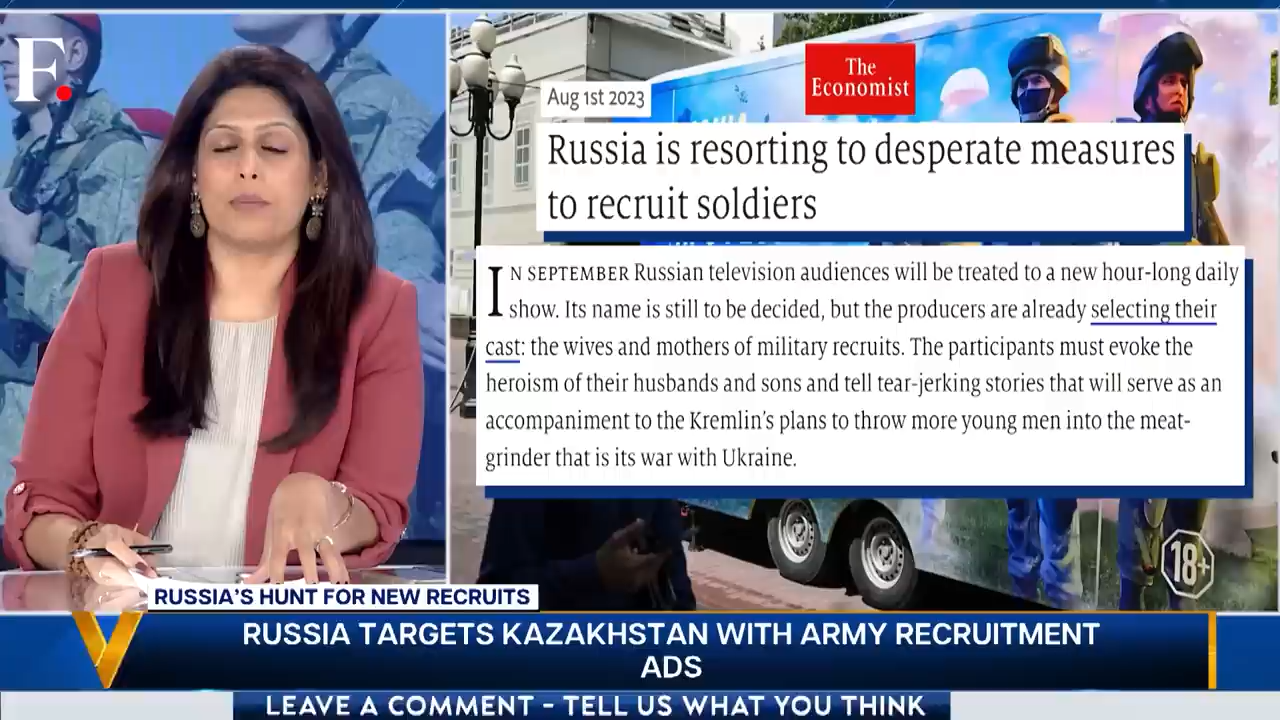 F.
Aug 1st 2023
The
Economist
Russia is resorting to desperate measures
to recruit soldiers
IN SEPTEMBER Russian television audiences will be treated to a new hour-long daily
show. Its name is still to be decided, but the producers are already selecting their
cast: the wives and mothers of military recruits. The participants must evoke the
heroism of their husbands and sons and tell tear-jerking stories that will serve as an
accompaniment to the Kremlin's plans to throw more young men into the meat-
grinder that is its war with Ukraine.
18+
RUSSIA'S HUNT FOR NEW RECRUITS
V
RUSSIA TARGETS KAZAKHSTAN WITH ARMY RECRUITMENT
ADS
LEAVE A COMMENT - TELL US WHAT YOU THINK